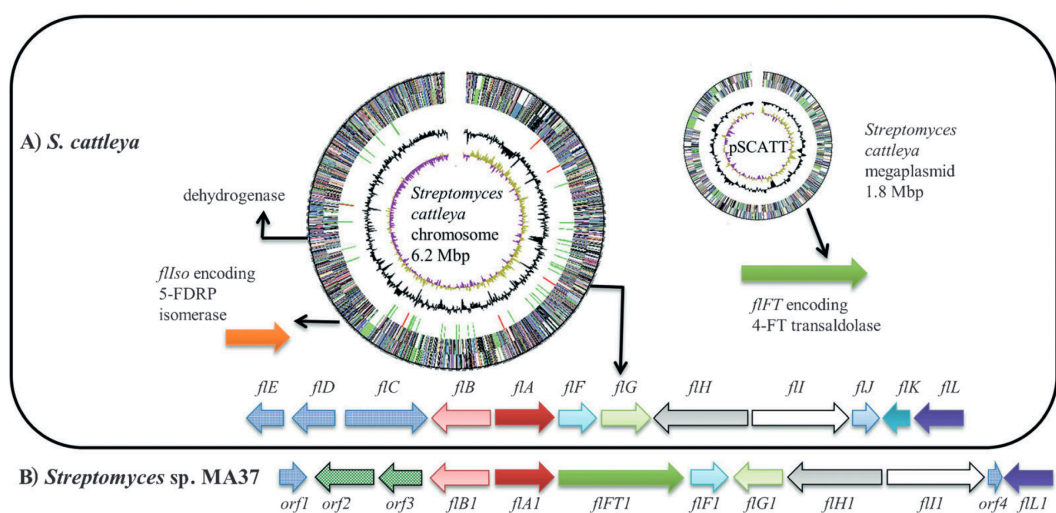 A) S. cattleya
dehydrogenase
flIso encoding
5-FDRP
isomerase
Streptomyces
cattleya
chromosome
6.2 Mbp
pSCATT
Streptomyces
cattleya
megaplasmid
1.8 Mbp
flFT encoding
4-FT transaldolase
flE flD flC flB flA flF flG flH flI flJ flK flL
B) Streptomyces sp. MA37
orf1 orf2 orf3 flB1 flA1 flFT1 flF1 flG1 flH1 flI1 orf4 flL1